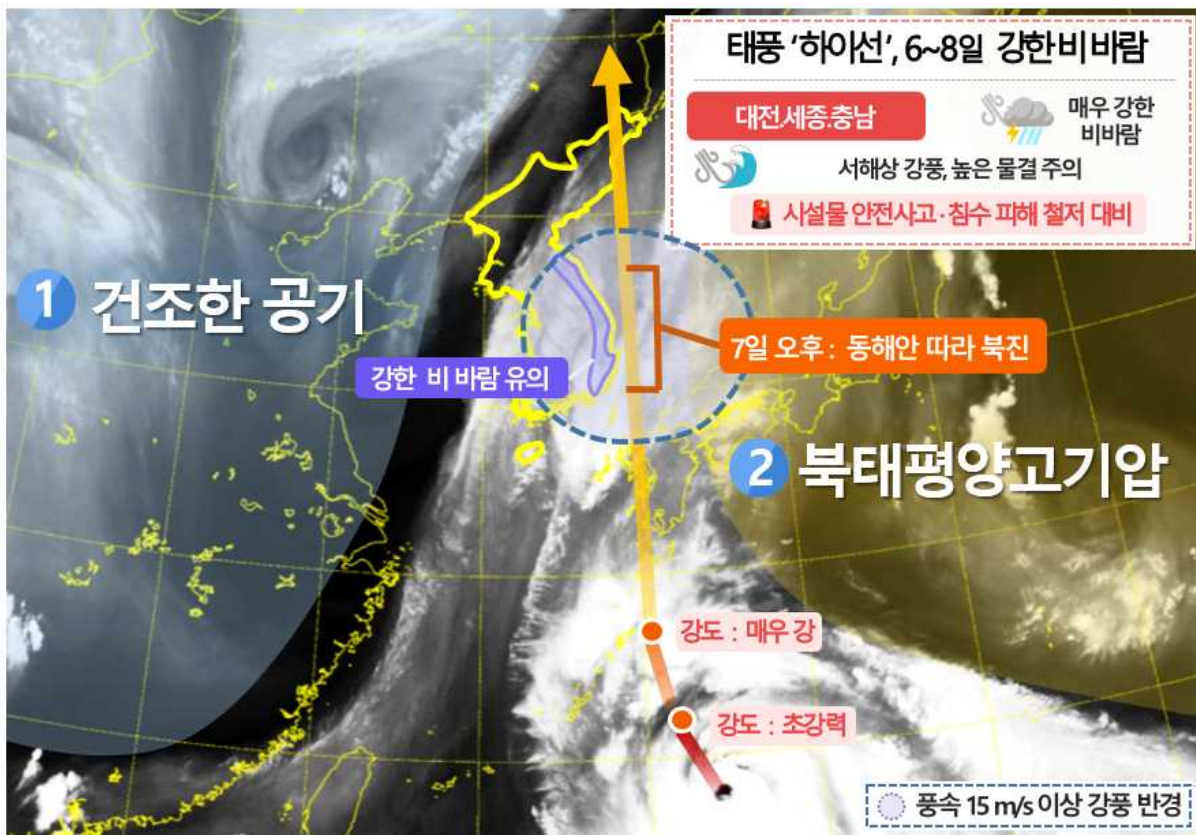 태풍 ‘하이선’, 6~8일 강한 비 바람
대전.세종.충남
매우 강한
비바람
서해상 강풍, 높은 물결 주의
시설물 안전사고·침수 피해 철저 대비
1 건조한 공기
7일 오후 : 동해안 따라 북진
강한 비 바람 유의
2 북태평양고기압
강도 : 매우 강
강도 : 초강력
풍속 15 m/s 이상 강풍 반경